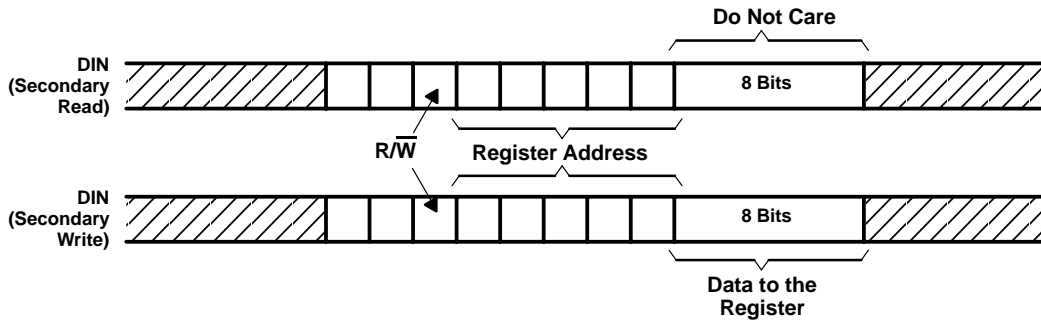 Do Not Care
DIN
(Secondary
Read)
8 Bits
R/W̅
Register Address
DIN
(Secondary
Write)
8 Bits
Data to the
Register